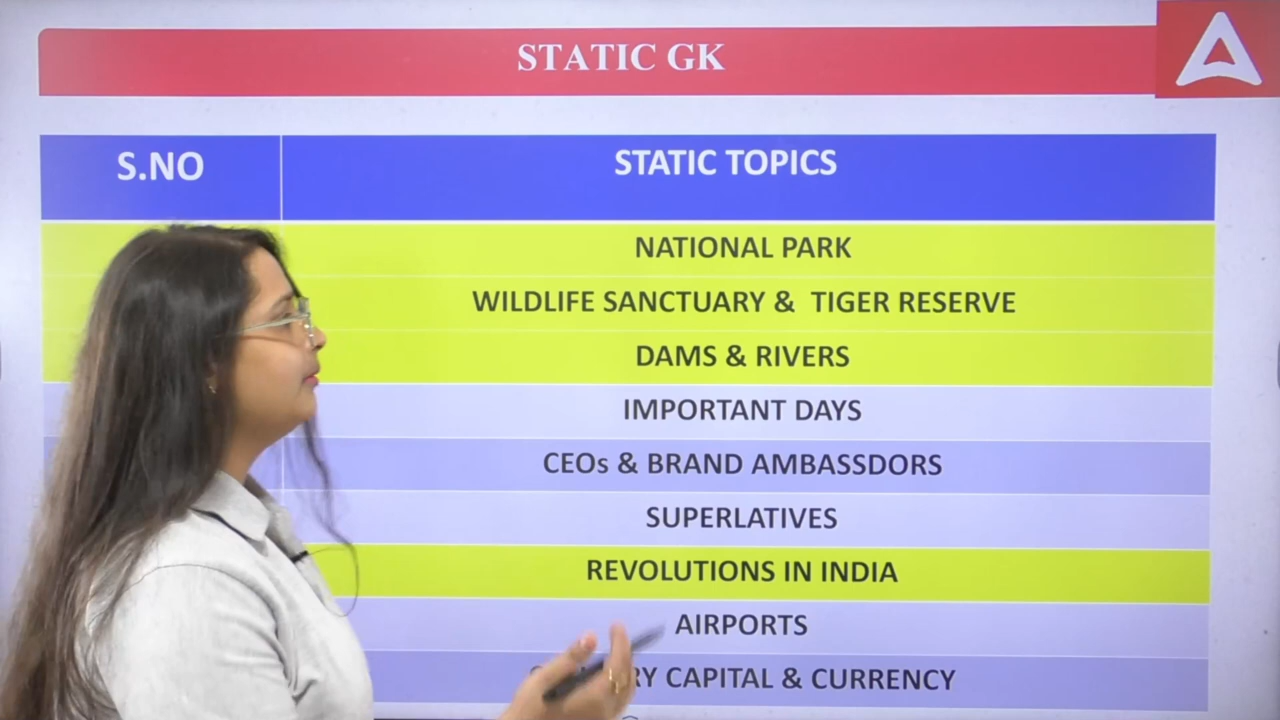 STATIC GK
S.NO STATIC TOPICS
NATIONAL PARK
WILDLIFE SANCTUARY & TIGER RESERVE
DAMS & RIVERS
IMPORTANT DAYS
CEOs & BRAND AMBASSDORS
SUPERLATIVES
REVOLUTIONS IN INDIA
AIRPORTS
CAPITAL & CURRENCY